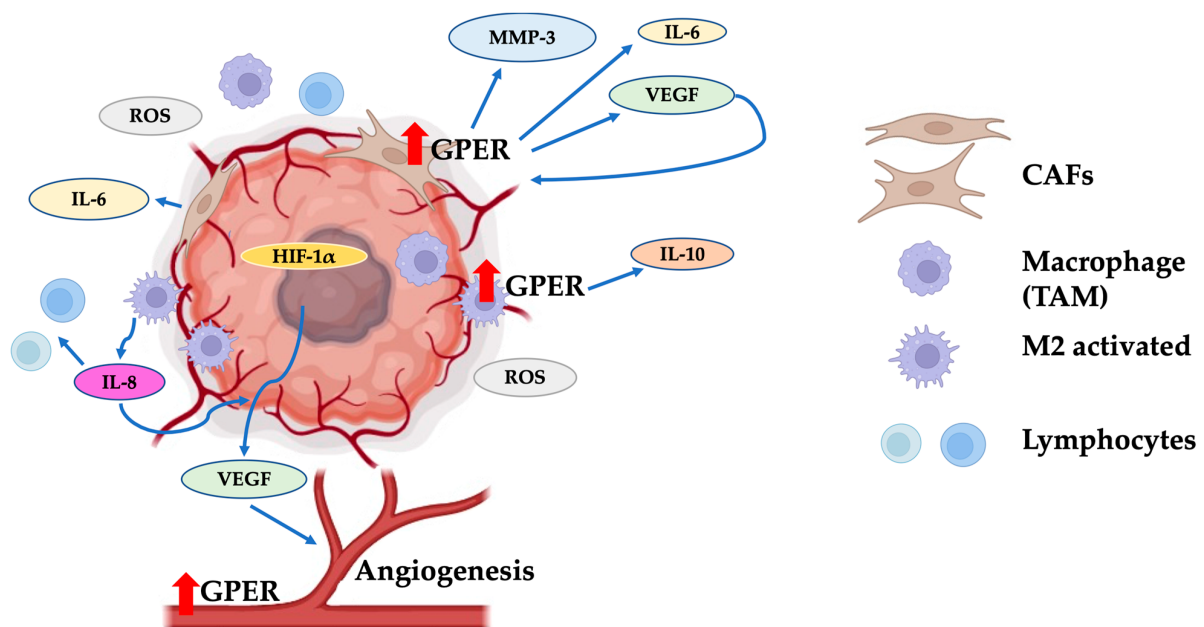 MMP-3
IL-6
VEGF
ROS
GPER
IL-6
CAFs
HIF-1α
IL-10
GPER
Macrophage
(TAM)
M2 activated
IL-8
ROS
Lymphocytes
VEGF
Angiogenesis
GPER